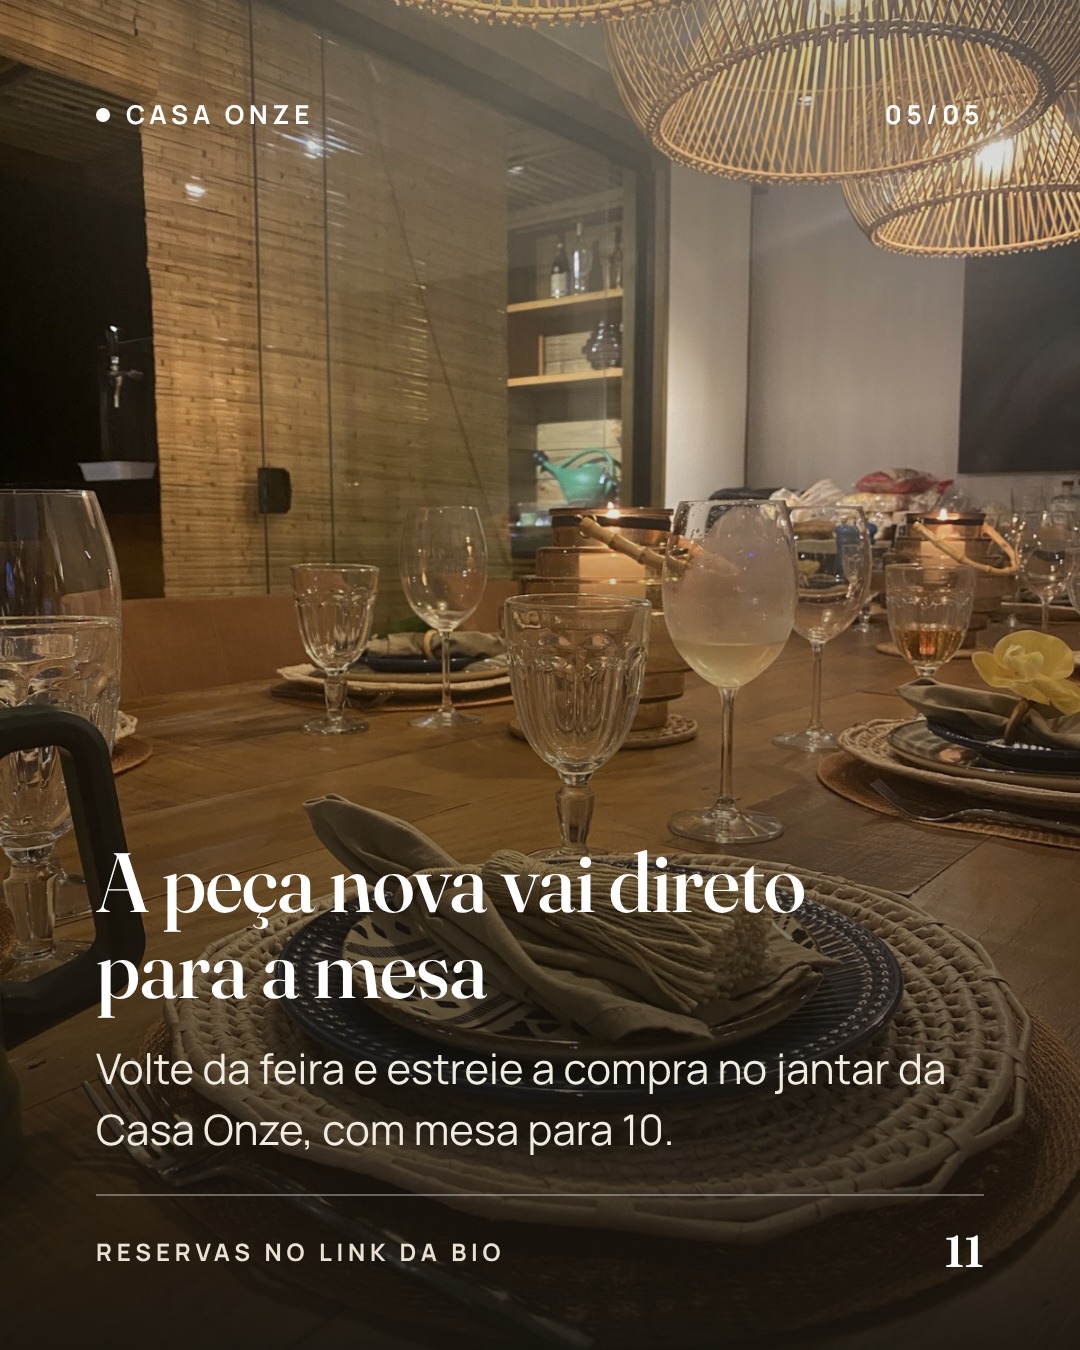 CASA ONZE
05/05
A peça nova vai direto
para a mesa
Volte da feira e estreie a compra no jantar da
Casa Onze, com mesa para 10.
RESERVAS NO LINK DA BIO
11